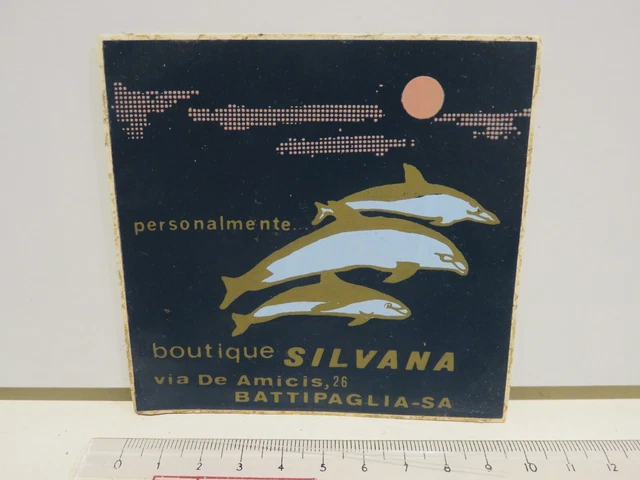 personalmente...
boutique SILVANA
via De Amicis, 26
BATTIPAGLIA-SA
0 1 2 3 4 5 6 7 8 9 10 11 12